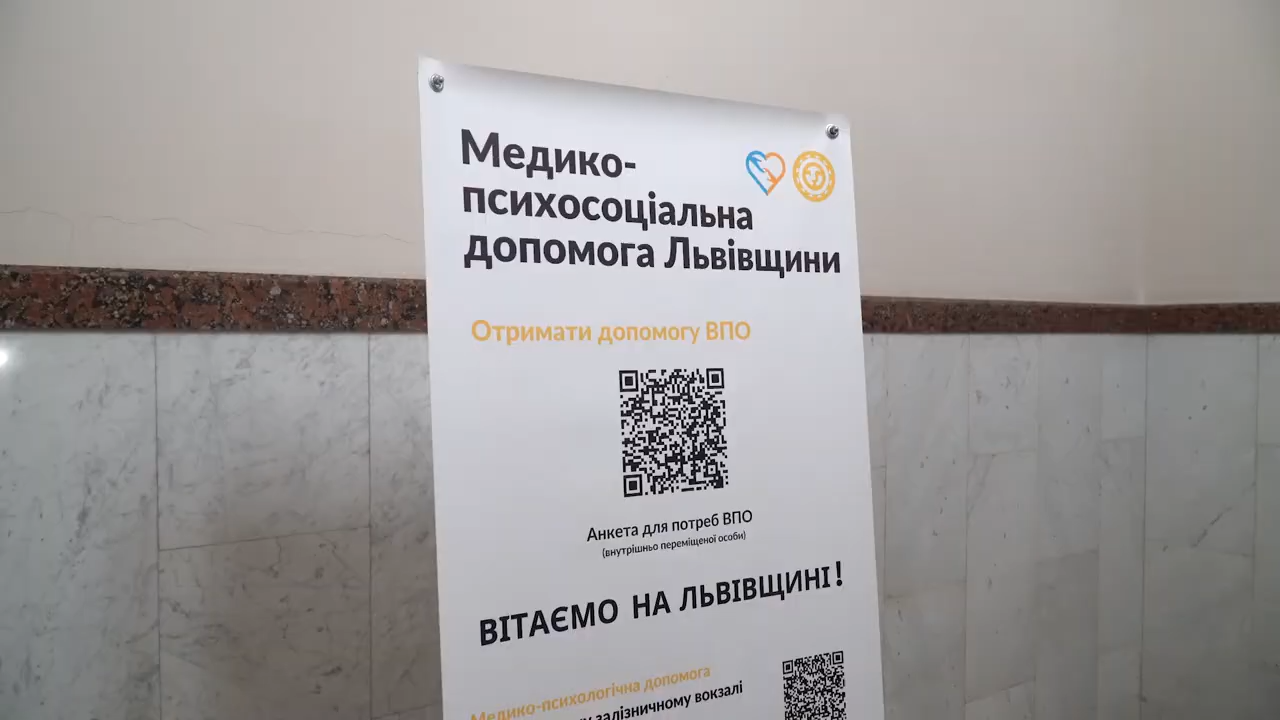 Медико-
психосоціальна
допомога Львівщини
Отримати допомогу ВПО
Анкета для потреб ВПО
(внутрішньо переміщеної особи)
ВІТАЄМО НА ЛЬВІВЩИНІ!
Медико-психологічна допомога
залізничному вокзалі